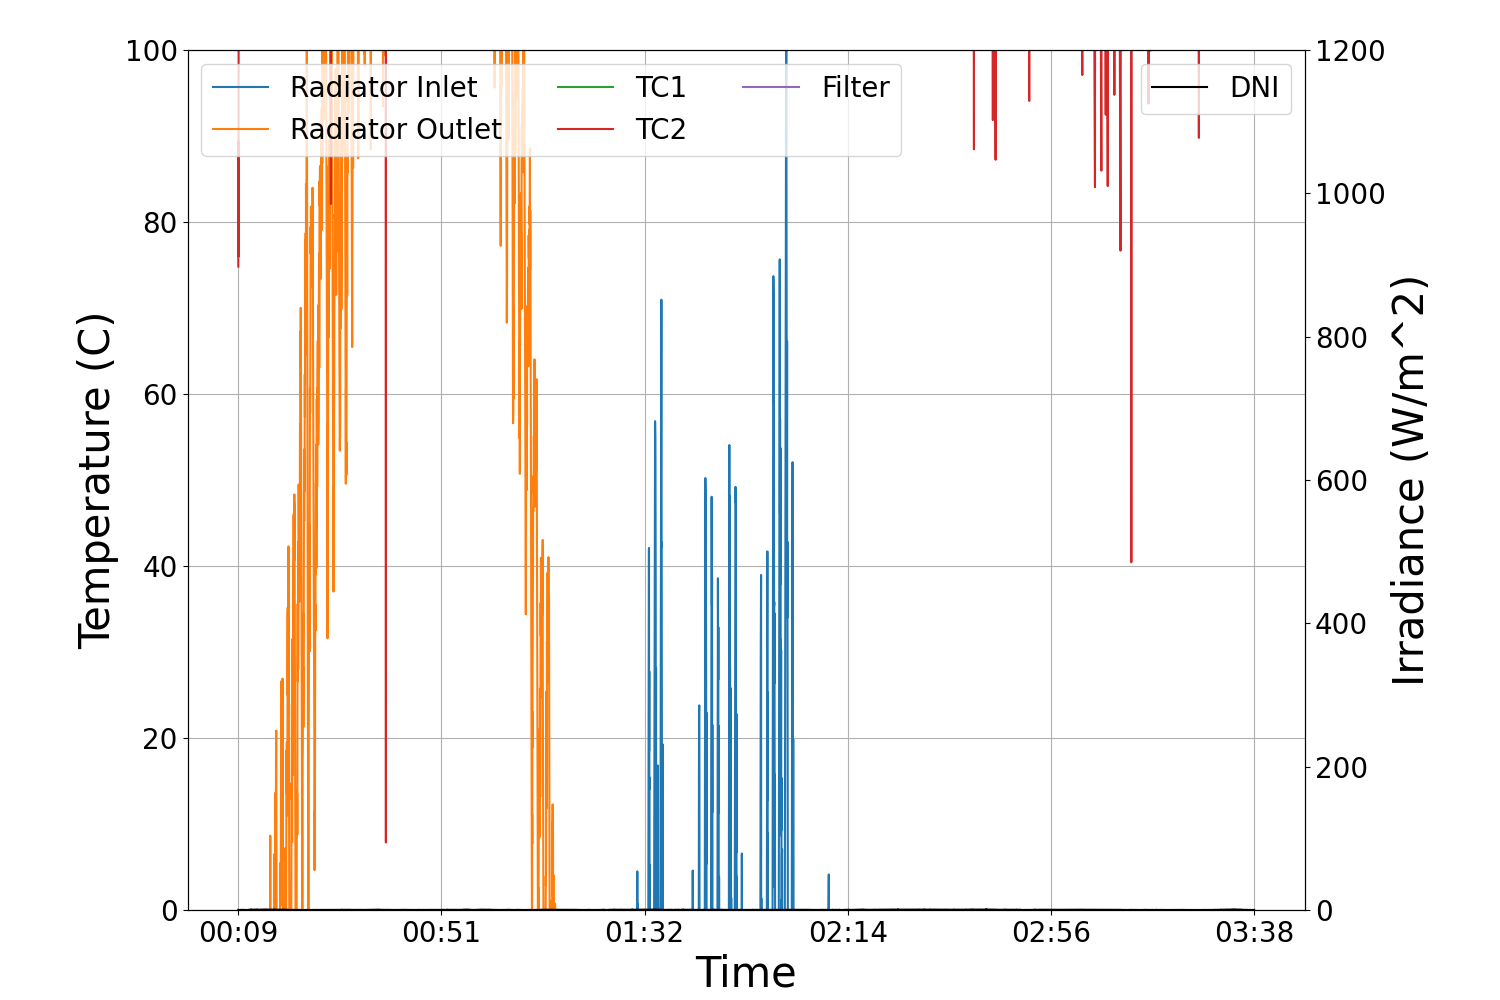 100
80
60
40
20
0
Temperature (C)
Radiator Inlet
Radiator Outlet
TC1
TC2
Filter
DNI
1200
1000
800
600
400
200
0
Irradiance (W/m^2)
00:09
00:51
01:32
02:14
02:56
03:38
Time